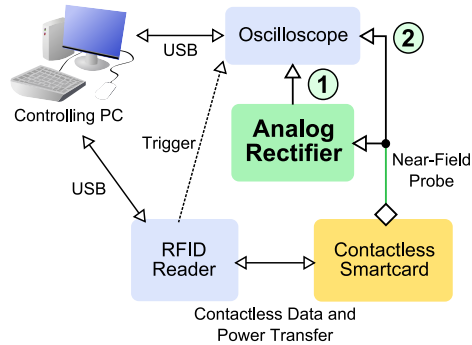 USB
Oscilloscope
2
1
Controlling PC
Trigger
Analog
Rectifier
Near-Field
Probe
USB
RFID
Reader
Contactless
Smartcard
Contactless Data and
Power Transfer